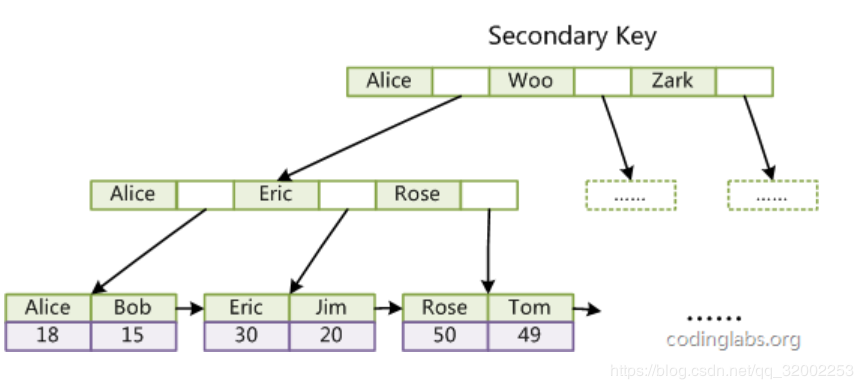 Secondary Key
Alice Woo Zark
Alice Eric Rose
...... ......
Alice Bob Eric Jim Rose Tom
18 15 30 20 50 49
......
codinglabs.org
https://blog.csdn.net/qq_32002253